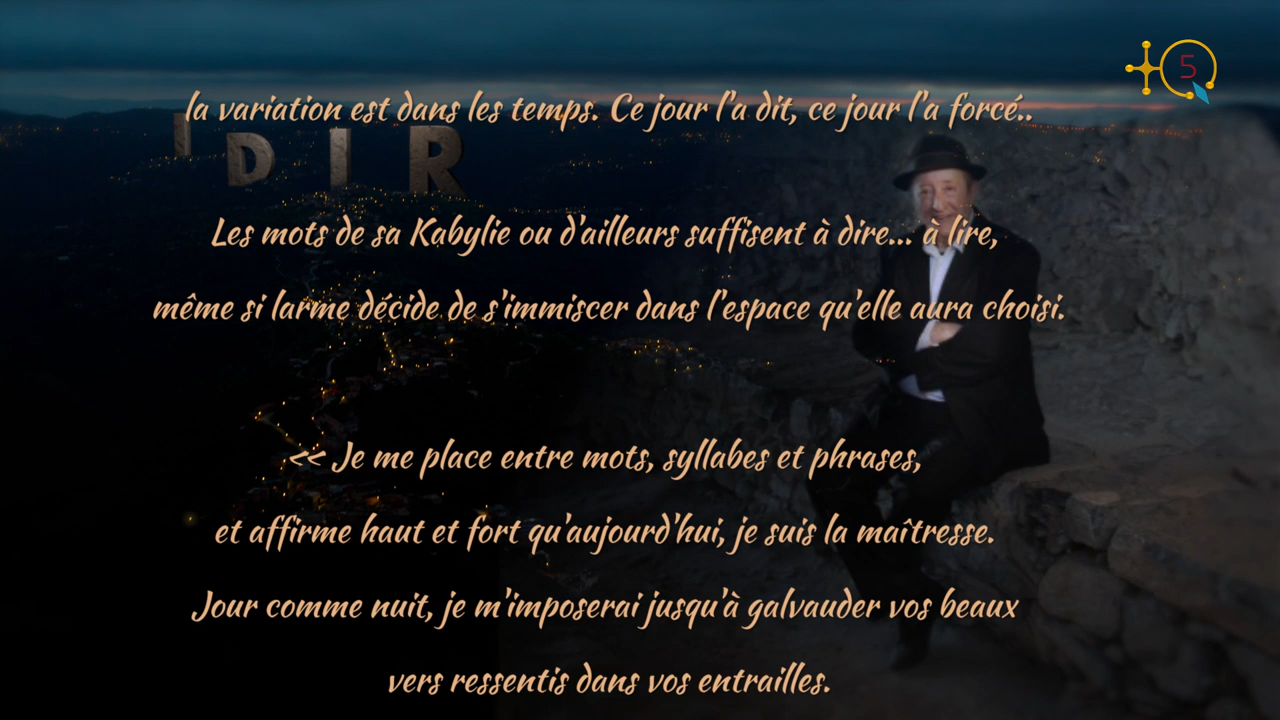 5
la variation est dans les temps. Ce jour l'a dit, ce jour l'a forcé..
IDIR
Les mots de sa Kabylie ou d'ailleurs suffisent à dire... à lire,
même si larme décide de s'immiscer dans l'espace qu'elle aura choisi.
<< Je me place entre mots, syllabes et phrases,
et affirme haut et fort qu'aujourd'hui, je suis la maîtresse.
Jour comme nuit, je m'imposerai jusqu'à galvauder vos beaux
vers ressentis dans vos entrailles.